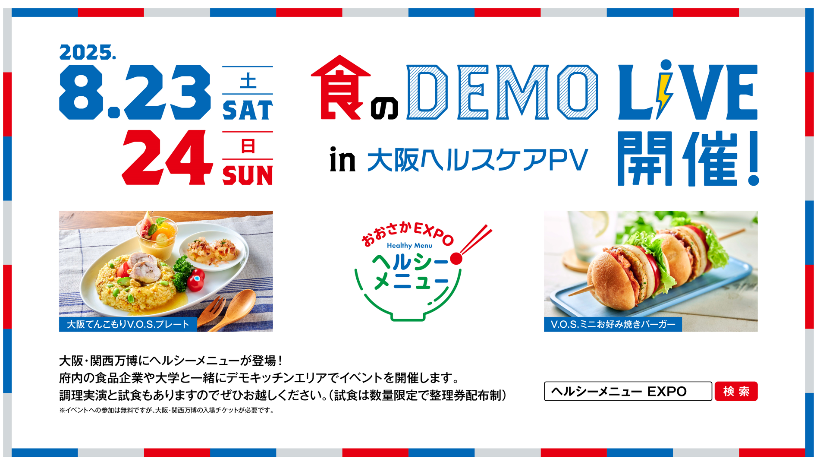 2025.
8.23 土 SAT
24 日 SUN
食のDEMO LiVE
in 大阪ヘルスケアPV 開催!
おおさかEXPO
Healthy Menu
ヘルシー
メニュー
大阪てんこもりV.O.S.プレート
V.O.S.ミニお好み焼きバーガー
大阪・関西万博にヘルシーメニューが登場!
府内の食品企業や大学と一緒にデモキッチンエリアでイベントを開催します。
調理実演と試食もありますのでぜひお越しください。(試食は数量限定で整理券配布制)
※イベントへの参加は無料ですが、大阪・関西万博の入場チケットが必要です。
ヘルシーメニュー EXPO 検索